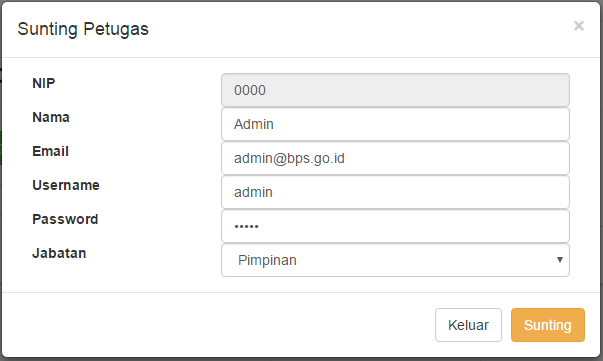 Sunting Petugas ×
NIP 0000
Nama Admin
Email admin@bps.go.id
Username admin
Password •••••
Jabatan Pimpinan
Keluar Sunting